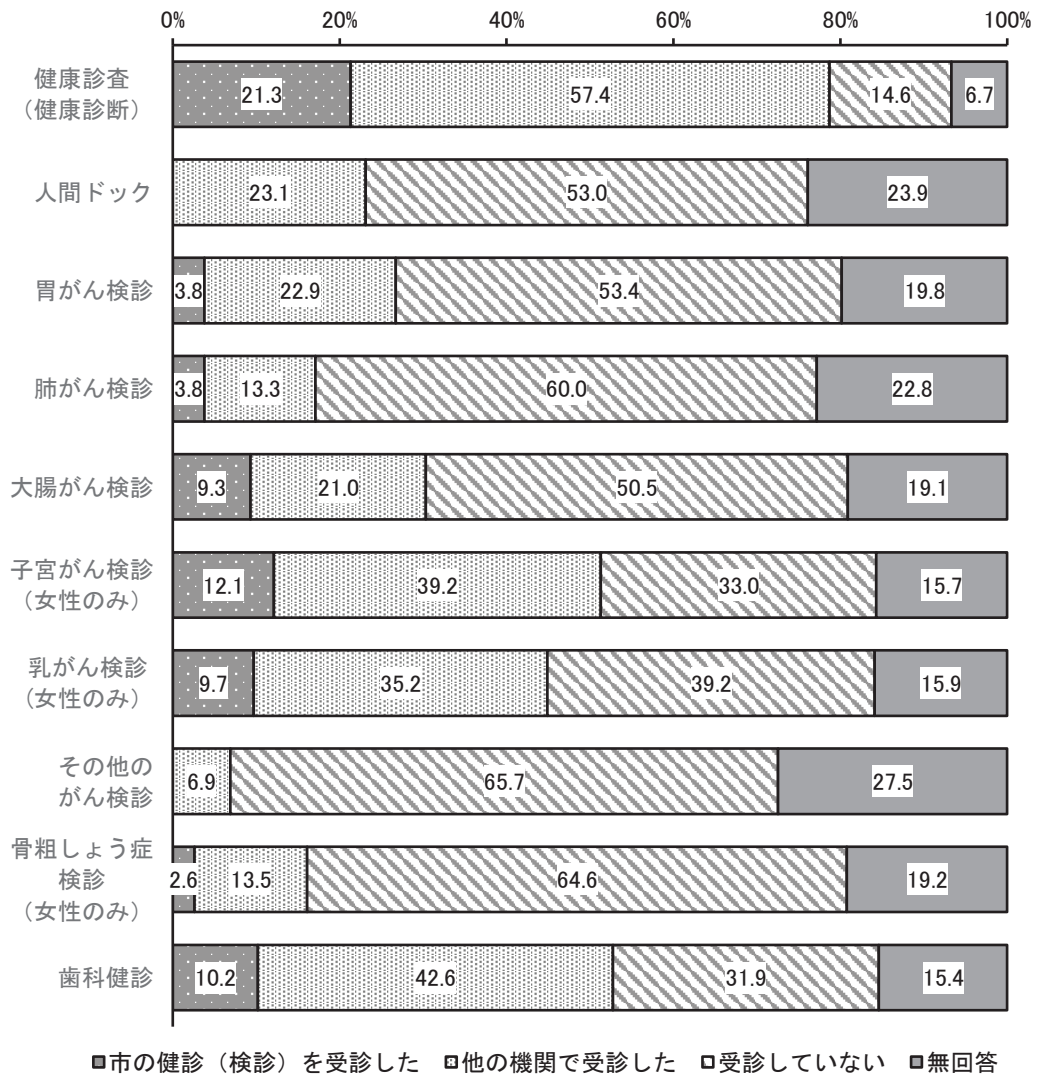 0% 20% 40% 60% 80% 100%
健康診査
（健康診断）
21.3 57.4 14.6 6.7
人間ドック
23.1 53.0 23.9
胃がん検診
3.8 22.9 53.4 19.8
肺がん検診
3.8 13.3 60.0 22.8
大腸がん検診
9.3 21.0 50.5 19.1
子宮がん検診
（女性のみ）
12.1 39.2 33.0 15.7
乳がん検診
（女性のみ）
9.7 35.2 39.2 15.9
その他の
がん検診
6.9 65.7 27.5
骨粗しょう症
検診
（女性のみ）
2.6 13.5 64.6 19.2
歯科健診
10.2 42.6 31.9 15.4
市の健診（検診）を受診した 他の機関で受診した 受診していない 無回答